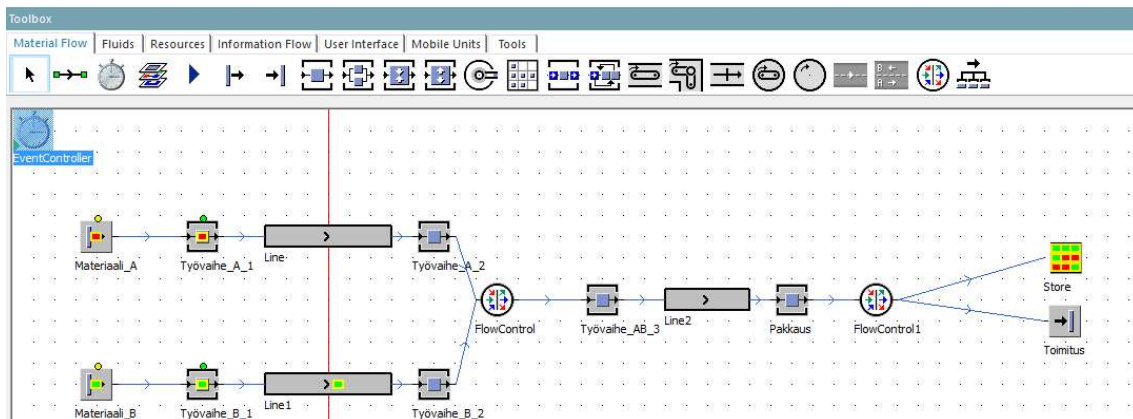 Toolbox
Material Flow Fluids Resources Information Flow User Interface Mobile Units Tools
EventController
Materiaali_A Työvaihe_A_1 Line Työvaihe_A_2
Store
FlowControl Työvaihe_AB_3 Line2 Pakkaus FlowControl1
Toimitus
Materiaali_B Työvaihe_B_1 Line1 Työvaihe_B_2